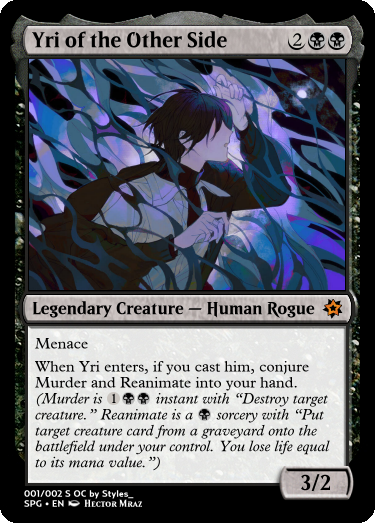 Yri of the Other Side 2
Legendary Creature — Human Rogue
Menace
When Yri enters, if you cast him, conjure
Murder and Reanimate into your hand.
(Murder is 1 instant with “Destroy target
creature.” Reanimate is a sorcery with “Put
target creature card from a graveyard onto the
battlefield under your control. You lose life equal
to its mana value.”)
3/2
001/002 S OC by Styles_
SPG • EN Hector Mraz